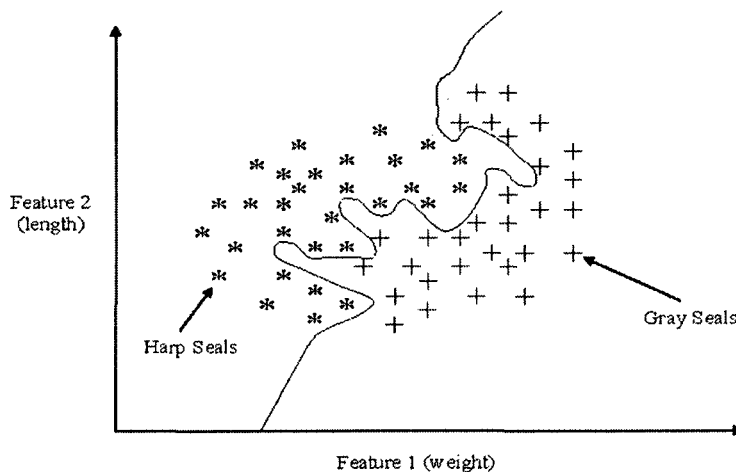 Feature 2
(length)
Harp Seals
Gray Seals
Feature 1 (weight)